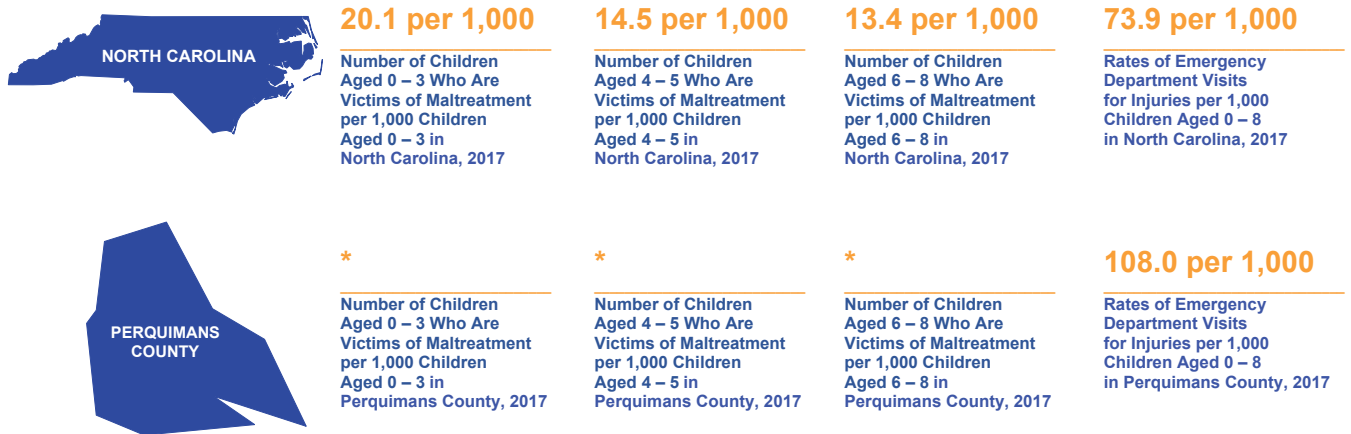 NORTH CAROLINA
20.1 per 1,000
Number of Children
Aged 0 – 3 Who Are
Victims of Maltreatment
per 1,000 Children
Aged 0 – 3 in
North Carolina, 2017
14.5 per 1,000
Number of Children
Aged 4 – 5 Who Are
Victims of Maltreatment
per 1,000 Children
Aged 4 – 5 in
North Carolina, 2017
13.4 per 1,000
Number of Children
Aged 6 – 8 Who Are
Victims of Maltreatment
per 1,000 Children
Aged 6 – 8 in
North Carolina, 2017
73.9 per 1,000
Rates of Emergency
Department Visits
for Injuries per 1,000
Children Aged 0 – 8
in North Carolina, 2017
PERQUIMANS
COUNTY
*
Number of Children
Aged 0 – 3 Who Are
Victims of Maltreatment
per 1,000 Children
Aged 0 – 3 in
Perquimans County, 2017
*
Number of Children
Aged 4 – 5 Who Are
Victims of Maltreatment
per 1,000 Children
Aged 4 – 5 in
Perquimans County, 2017
*
Number of Children
Aged 6 – 8 Who Are
Victims of Maltreatment
per 1,000 Children
Aged 6 – 8 in
Perquimans County, 2017
108.0 per 1,000
Rates of Emergency
Department Visits
for Injuries per 1,000
Children Aged 0 – 8
in Perquimans County, 2017